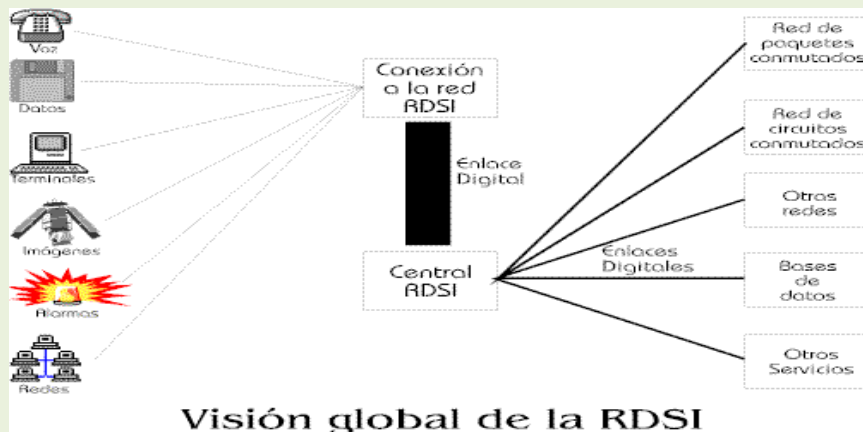 Voz
Datos
Terminales
Imágenes
Alarmas
Redes
Conexión
a la red
RDSI
Enlace
Digital
Central
RDSI
Enlaces
Digitales
Red de
paquetes
conmutados
Red de
circuitos
conmutados
Otras
redes
Bases
de
datos
Otros
Servicios
Visión global de la RDSI